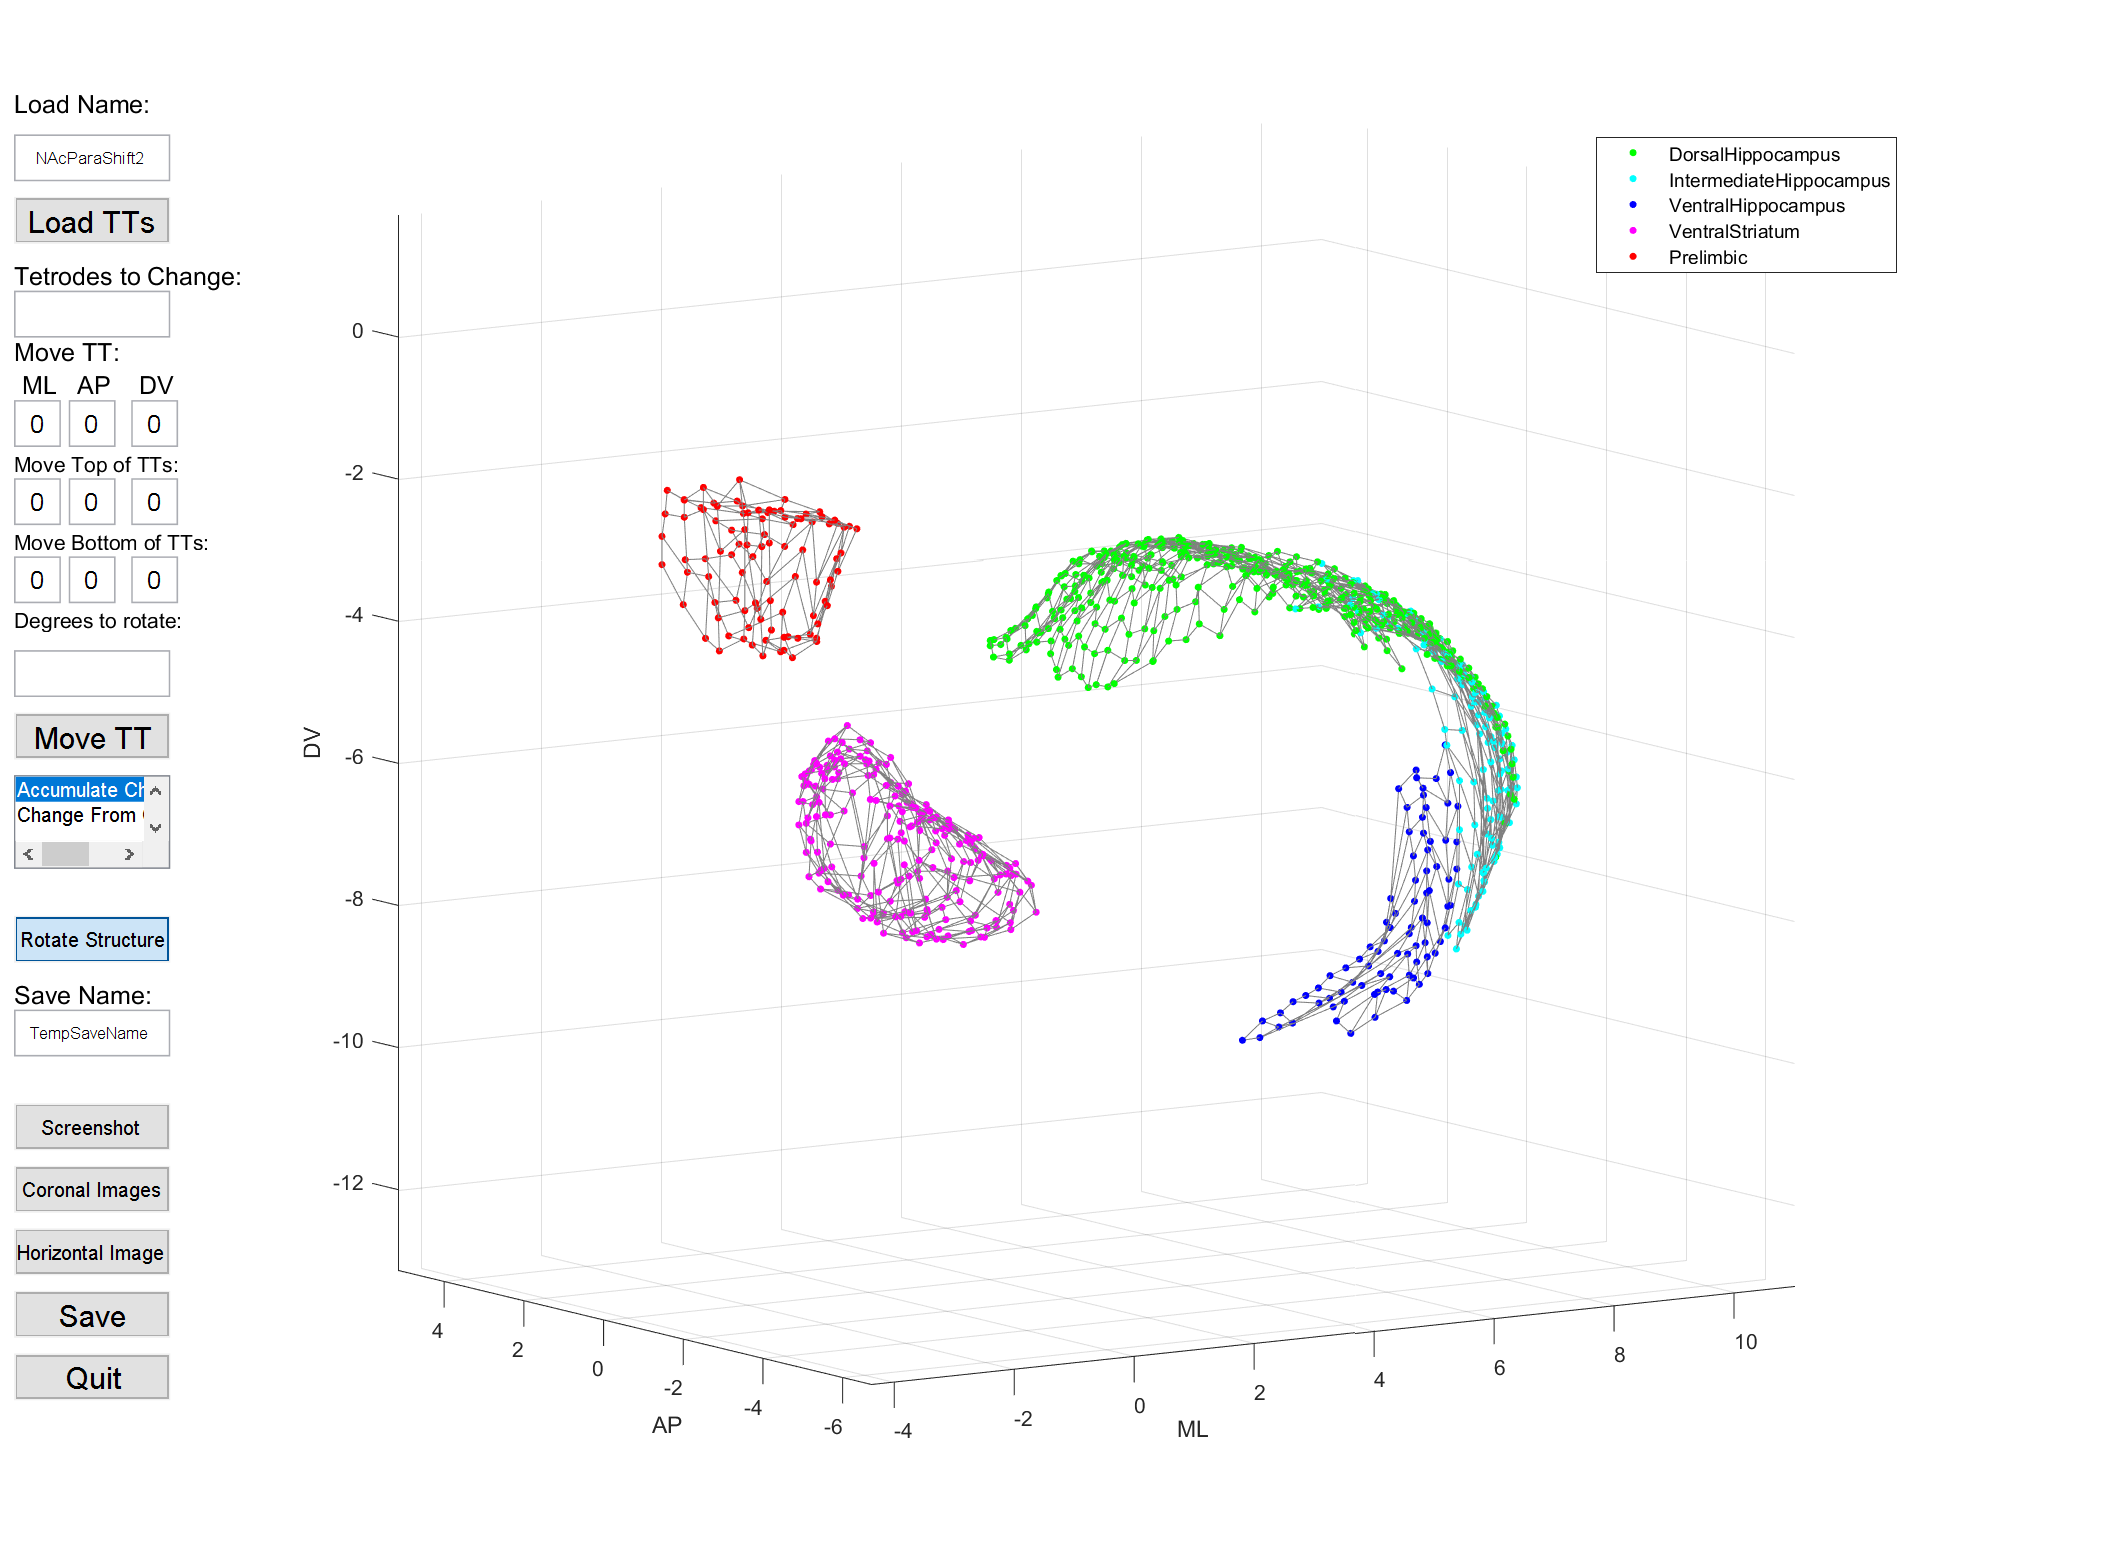 Load Name:
NAcParaShift2
Load TTs
Tetrodes to Change:
Move TT:
ML AP DV
0 0 0
Move Top of TTs:
0 0 0
Move Bottom of TTs:
0 0 0
Degrees to rotate:
Move TT
Accumulate Ch
Change From
Rotate Structure
Save Name:
TempSaveName
Screenshot
Coronal Images
Horizontal Image
Save
Quit
DV
0
-2
-4
-6
-8
-10
-12
4 2 0 -2 -4 -6
AP
-4 -2 0 2 4 6 8 10
ML
DorsalHippocampus
IntermediateHippocampus
VentralHippocampus
VentralStriatum
Prelimbic